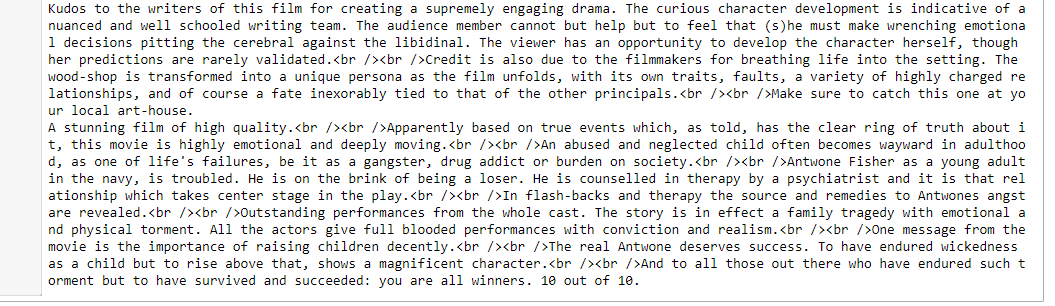 Kudos to the writers of this film for creating a supremely engaging drama. The curious character development is indicative of a
nuanced and well schooled writing team. The audience member cannot but help but to feel that (s)he must make wrenching emotiona
l decisions pitting the cerebral against the libidinal. The viewer has an opportunity to develop the character herself, though
her predictions are rarely validated.<br /><br />Credit is also due to the filmmakers for breathing life into the setting. The
wood-shop is transformed into a unique persona as the film unfolds, with its own traits, faults, a variety of highly charged re
lationships, and of course a fate inexorably tied to that of the other principals.<br /><br />Make sure to catch this one at yo
ur local art-house.
A stunning film of high quality.<br /><br />Apparently based on true events which, as told, has the clear ring of truth about i
t, this movie is highly emotional and deeply moving.<br /><br />An abused and neglected child often becomes wayward in adulthoo
d, as one of life's failures, be it as a gangster, drug addict or burden on society.<br /><br />Antwone Fisher as a young adult
in the navy, is troubled. He is on the brink of being a loser. He is counselled in therapy by a psychiatrist and it is that rel
ationship which takes center stage in the play.<br /><br />In flash-backs and therapy the source and remedies to Antwones angst
are revealed.<br /><br />Outstanding performances from the whole cast. The story is in effect a family tragedy with emotional a
nd physical torment. All the actors give full blooded performances with conviction and realism.<br /><br />One message from the
movie is the importance of raising children decently.<br /><br />The real Antwone deserves success. To have endured wickedness
as a child but to rise above that, shows a magnificent character.<br /><br />And to all those out there who have endured such t
orment but to have survived and succeeded: you are all winners. 10 out of 10.